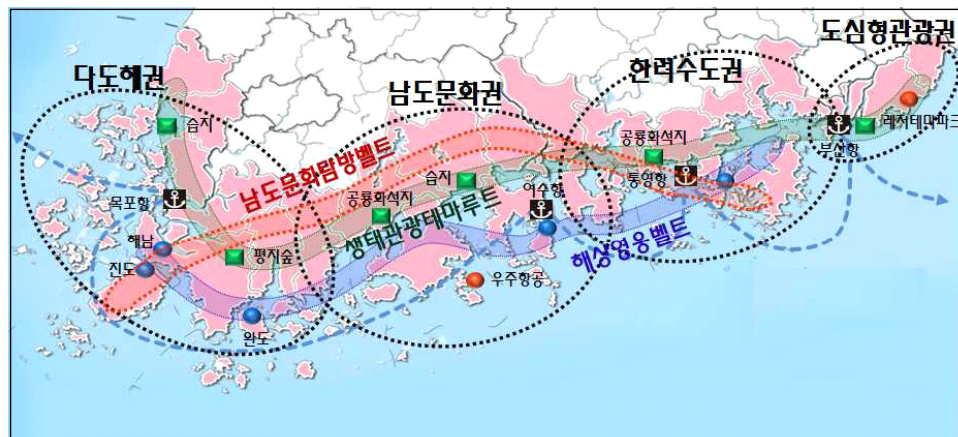 도심형관광권
한려수도권
다도해권
남도문화권
습지
레저테마파크
부산항
공룡화석지
통영항
남도문화탐방벨트
습지
여수항
목포항
공룡화석지
생태관광테마루트
해상영웅벨트
해남
평지숲
진도
우주항공
완도